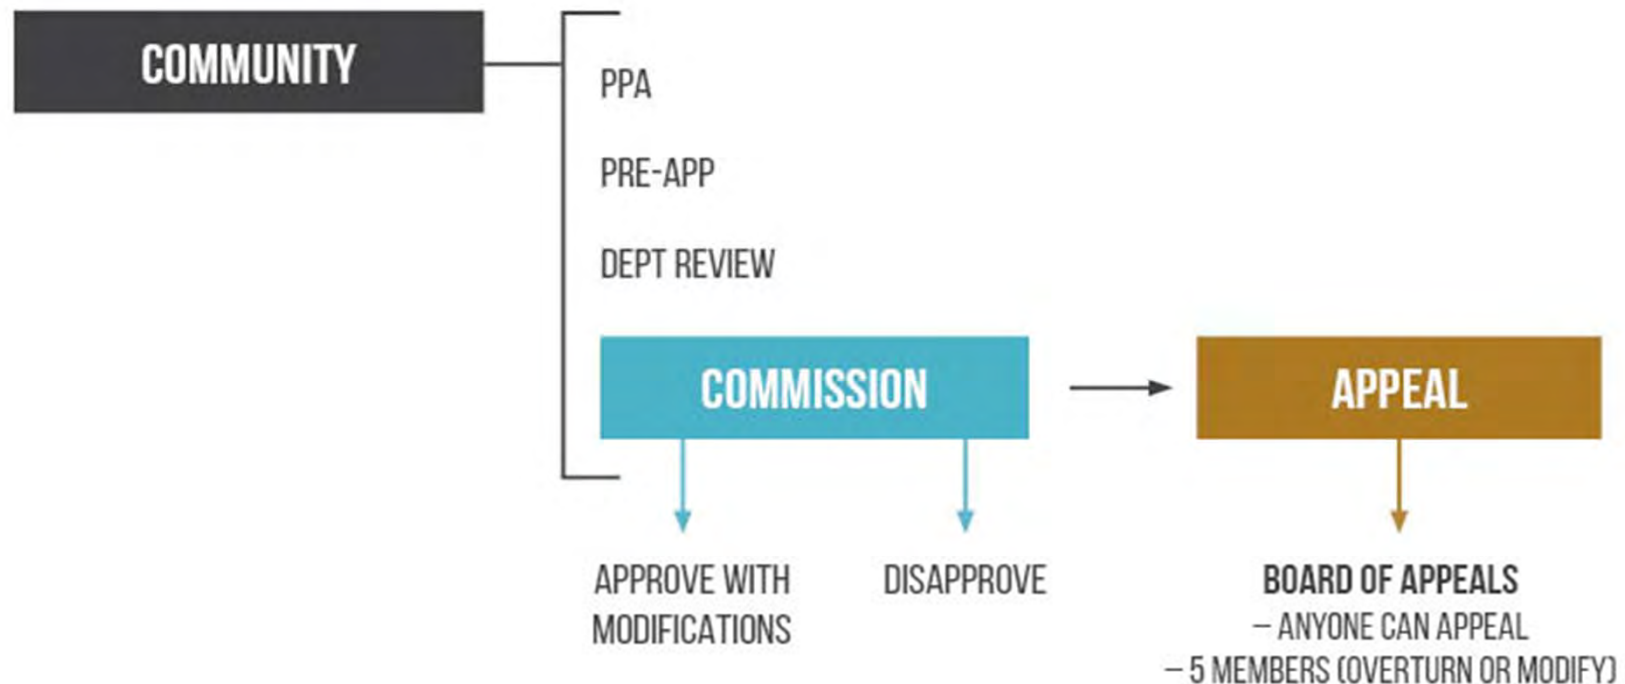 COMMUNITY
PPA
PRE-APP
DEPT REVIEW
COMMISSION
APPEAL
APPROVE WITH
MODIFICATIONS
DISAPPROVE
BOARD OF APPEALS
– ANYONE CAN APPEAL
– 5 MEMBERS (OVERTURN OR MODIFY)